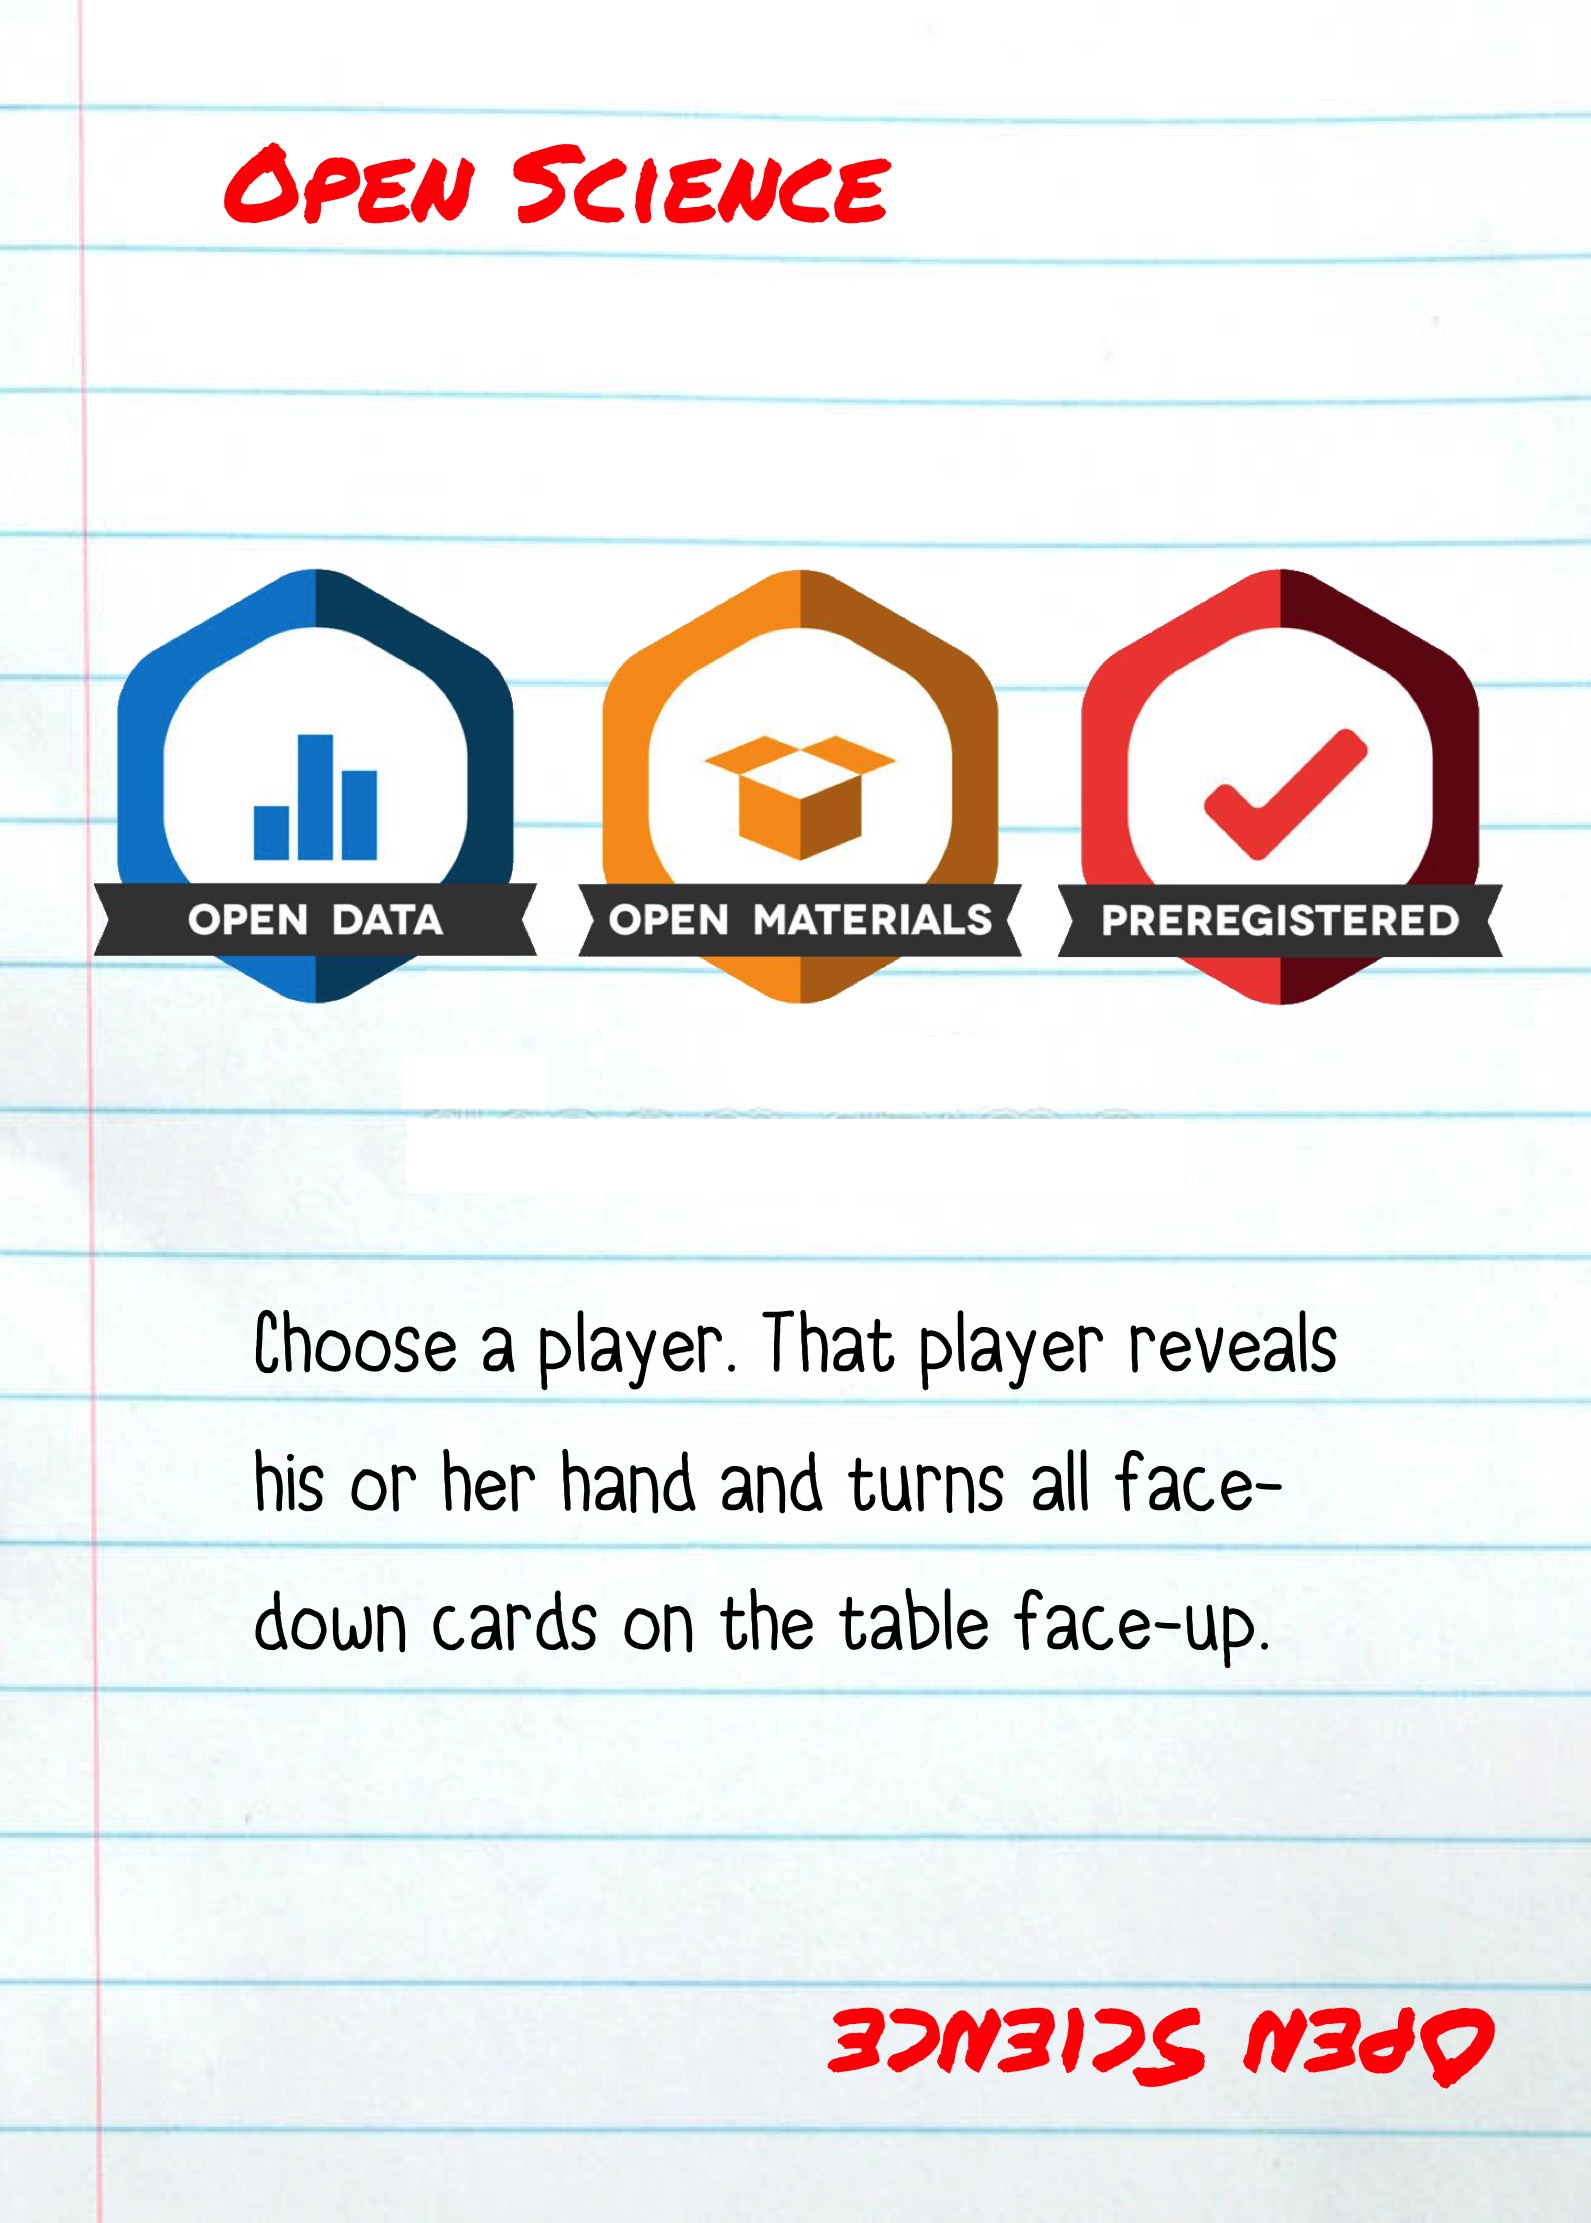 Open Science
OPEN DATA
OPEN MATERIALS
PREREGISTERED
Choose a player. That player reveals
his or her hand and turns all face-
down cards on the table face-up.
Open Science